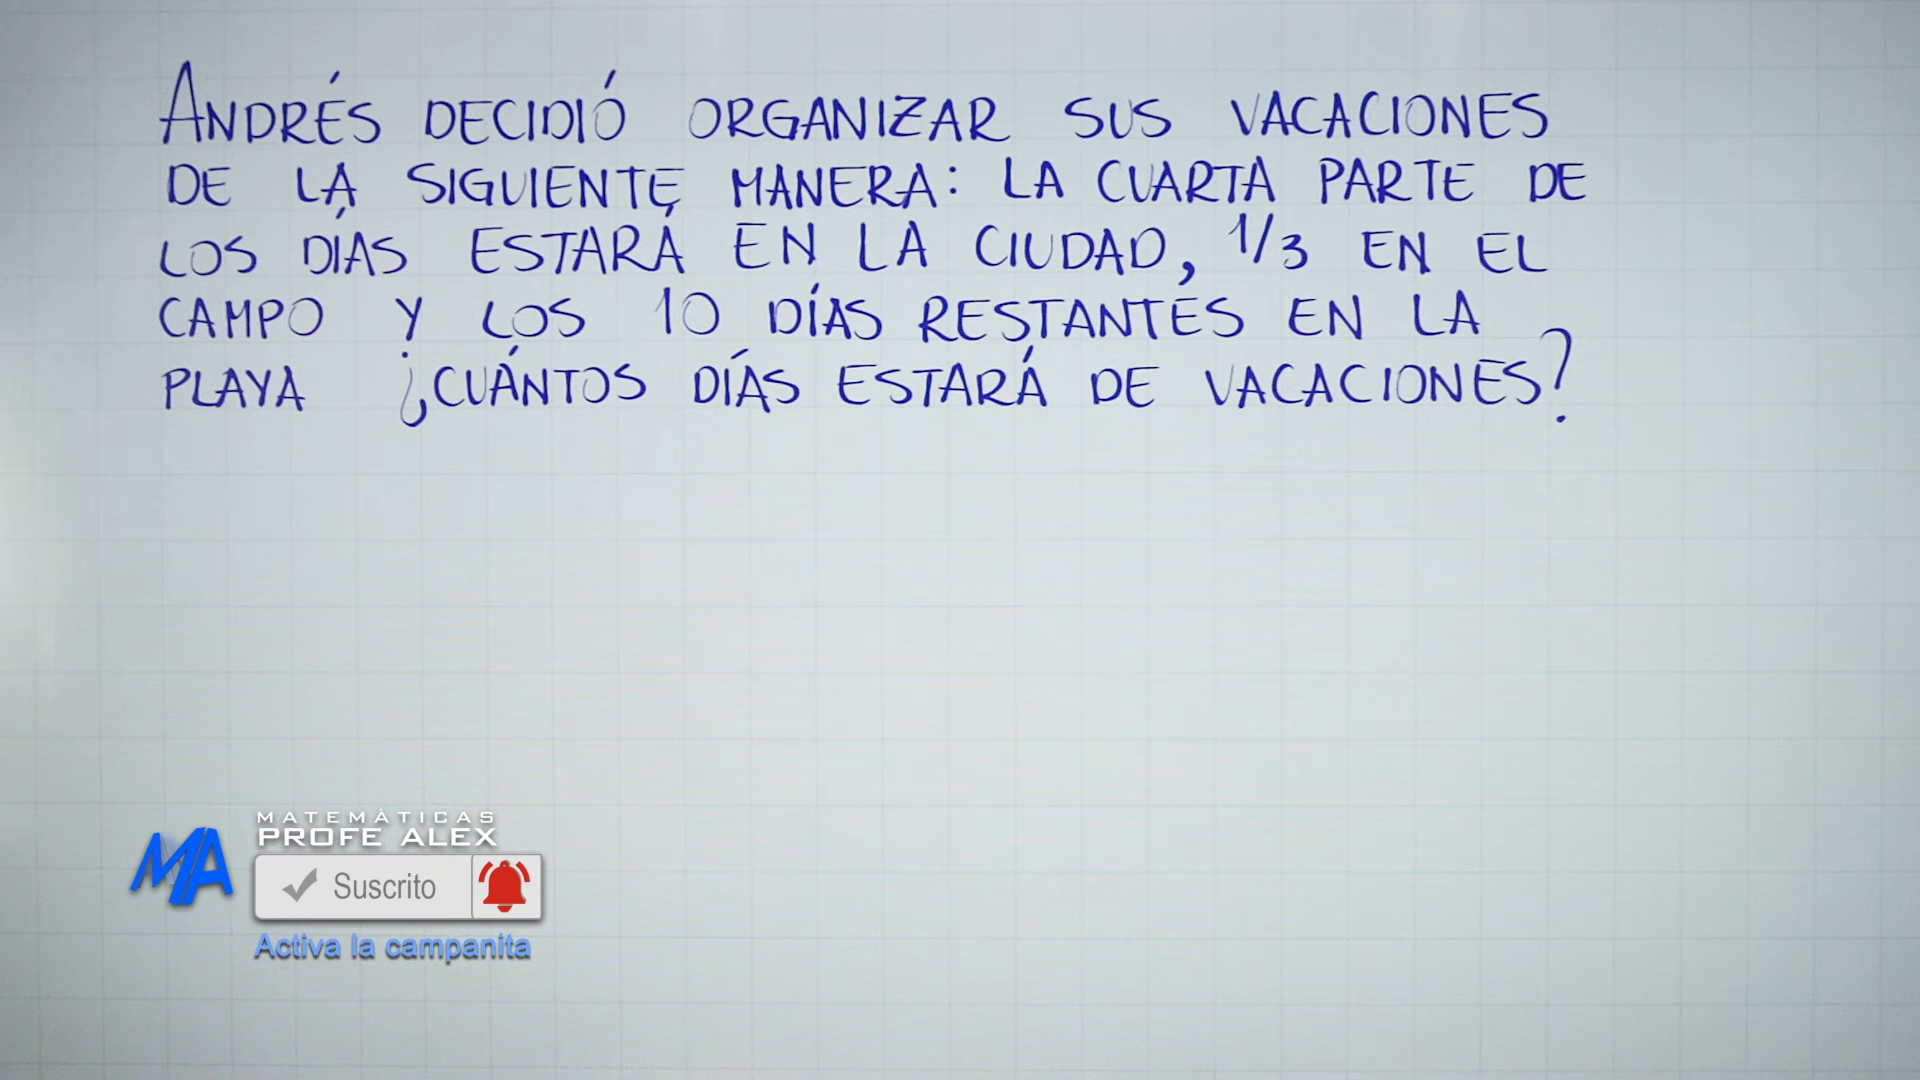 ANDRÉS DECIDIÓ ORGANIZAR SUS VACACIONES
DE LA SIGUIENTE MANERA: LA CUARTA PARTE DE
LOS DÍAS ESTARÁ EN LA CIUDAD, 1/3 EN EL
CAMPO Y LOS 10 DÍAS RESTANTES EN LA
PLAYA ¿CUÁNTOS DÍAS ESTARÁ DE VACACIONES?
MATEMÁTICAS
PROFE ALEX
MA
Suscrito
Activa la campanita